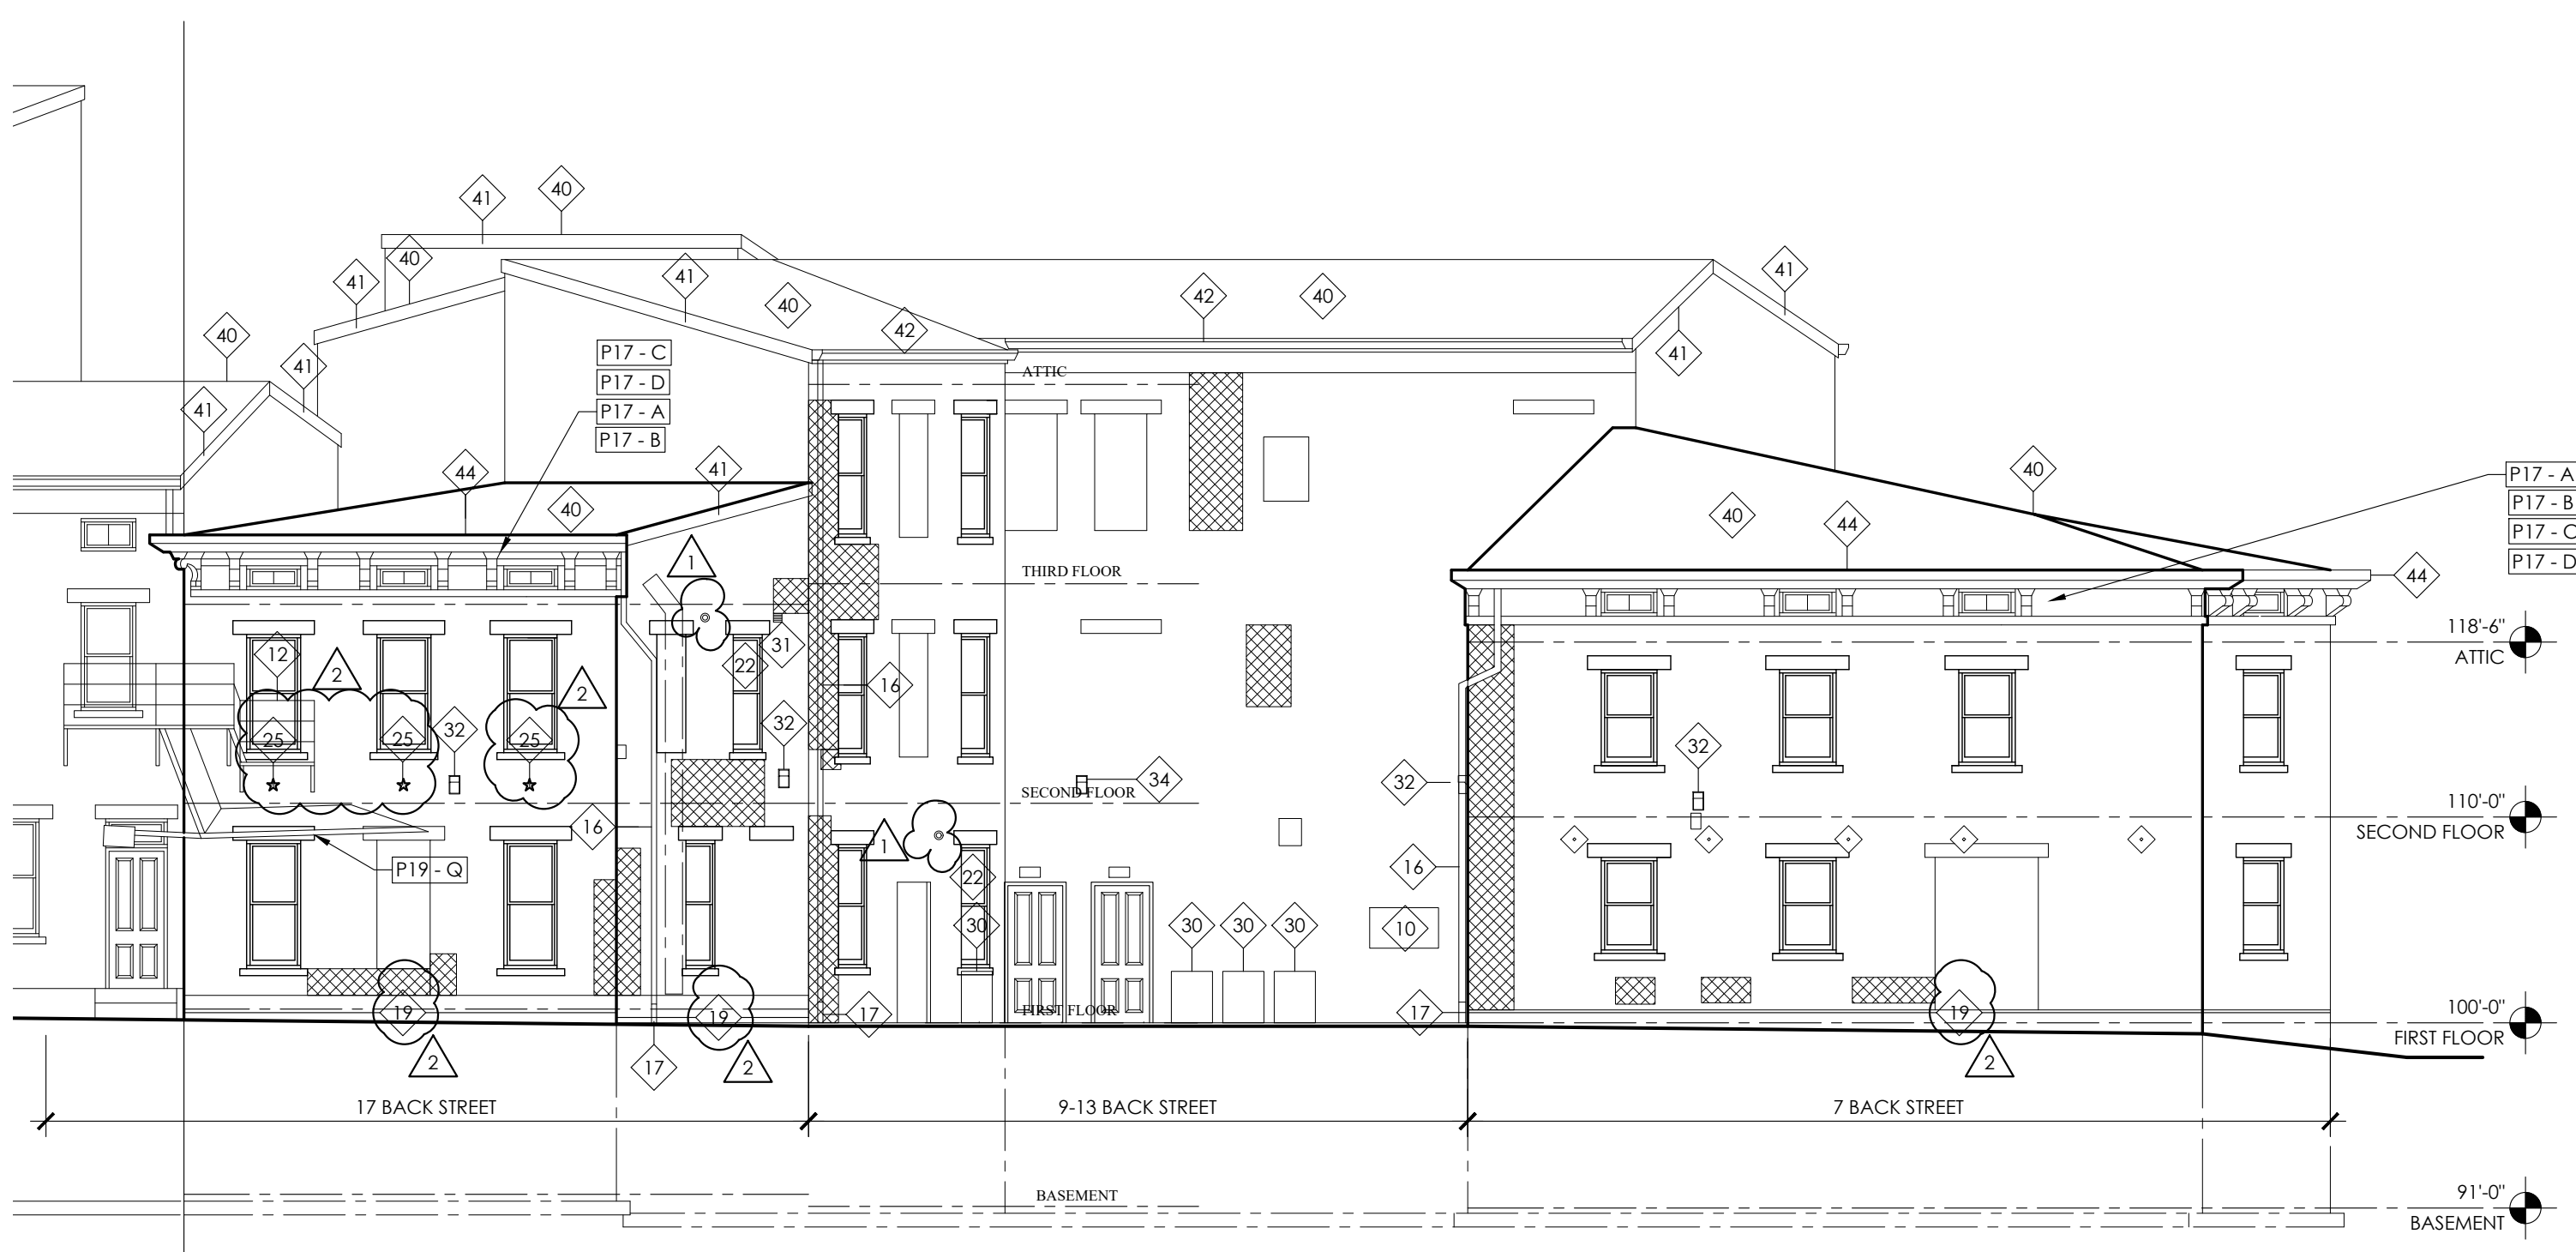 41
40
41
40
41
40
42
40
41
41
40
41
41
42
P17 - C
P17 - D
P17 - A
P17 - B
ATTIC
44
41
40
40
40
44
P17 - A
P17 - B
P17 - C
P17 - D
44
1
THIRD FLOOR
12
2
2
31
22
16
118'-6"
ATTIC
25
25
32
25
32
34
SECOND FLOOR
32
32
110'-0"
SECOND FLOOR
16
1
P19 - Q
22
16
30
30
30
30
10
19
19
17
FIRST FLOOR
17
19
100'-0"
FIRST FLOOR
2
17
2
2
17 BACK STREET
9-13 BACK STREET
7 BACK STREET
BASEMENT
91'-0"
BASEMENT